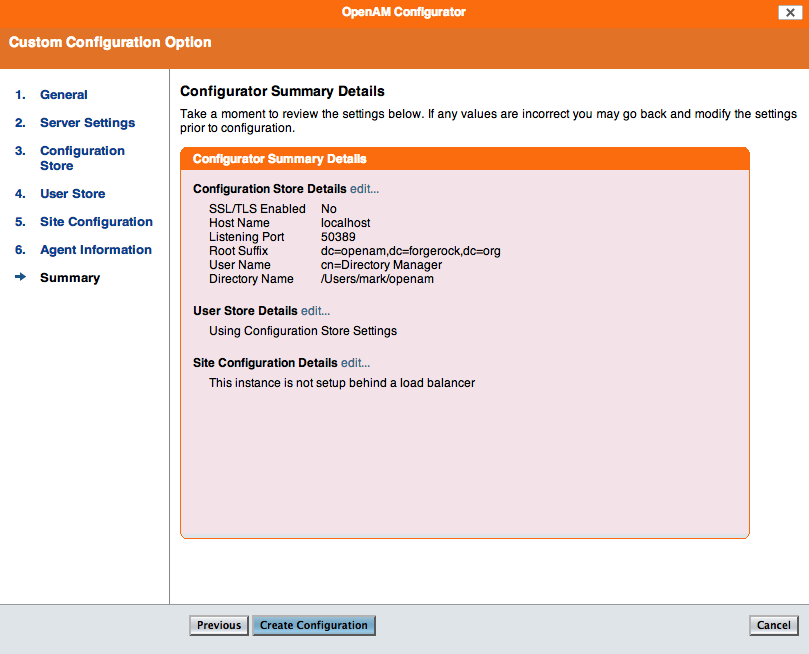 OpenAM Configurator
Custom Configuration Option
1. General
2. Server Settings
3. Configuration
Store
4. User Store
5. Site Configuration
6. Agent Information
Summary
Configurator Summary Details
Take a moment to review the settings below. If any values are incorrect you may go back and modify the settings
prior to configuration.
Configurator Summary Details
Configuration Store Details edit...
SSL/TLS Enabled No
Host Name localhost
Listening Port 50389
Root Suffix dc=openam,dc=forgerock,dc=org
User Name cn=Directory Manager
Directory Name /Users/mark/openam
User Store Details edit...
Using Configuration Store Settings
Site Configuration Details edit...
This instance is not setup behind a load balancer
Previous Create Configuration Cancel